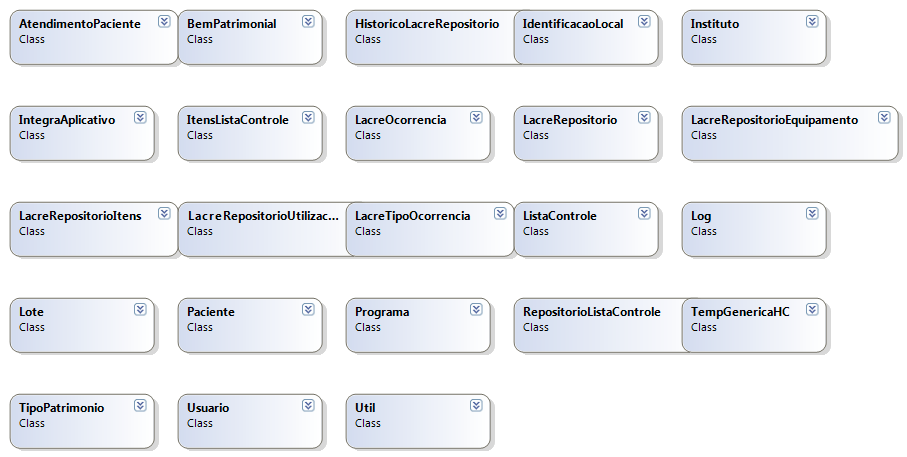 AtendimentoPaciente
Class
BemPatrimonial
Class
HistoricoLacreRepositorio
Class
IdentificacaoLocal
Class
Instituto
Class
IntegraAplicativo
Class
ItensListaControle
Class
LacreOcorrencia
Class
LacreRepositorio
Class
LacreRepositorioEquipamento
Class
LacreRepositorioItens
Class
LacreRepositorioUtilizac...
Class
LacreTipoOcorrencia
Class
ListaControle
Class
Log
Class
Lote
Class
Paciente
Class
Programa
Class
RepositorioListaControle
Class
TempGenericaHC
Class
TipoPatrimonio
Class
Usuario
Class
Util
Class